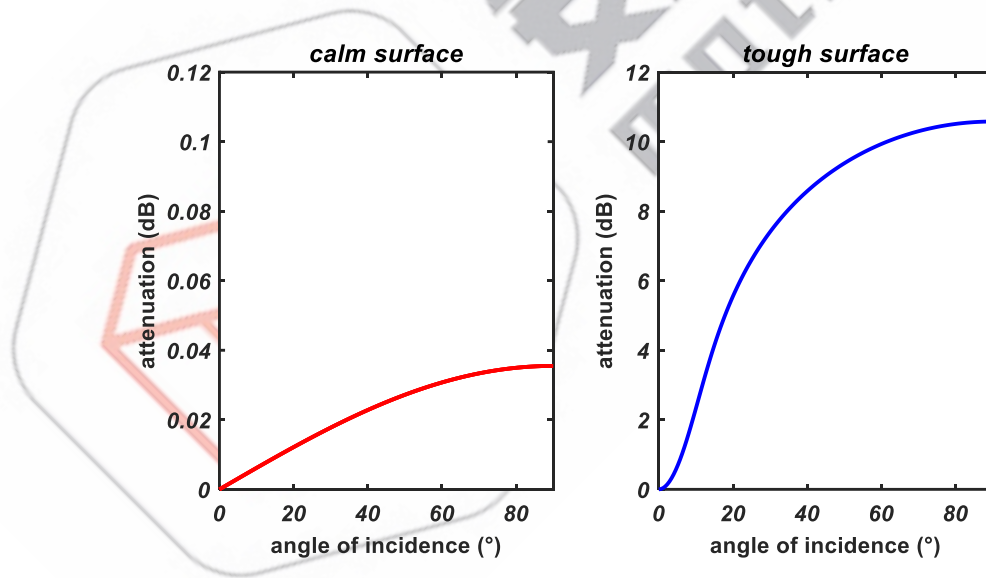 calm surface
0.12
0.1
0.08
0.06
0.04
0.02
0
0 20 40 60 80
attenuation (dB)
angle of incidence (°)
tough surface
12
10
8
6
4
2
0
0 20 40 60 80
attenuation (dB)
angle of incidence (°)